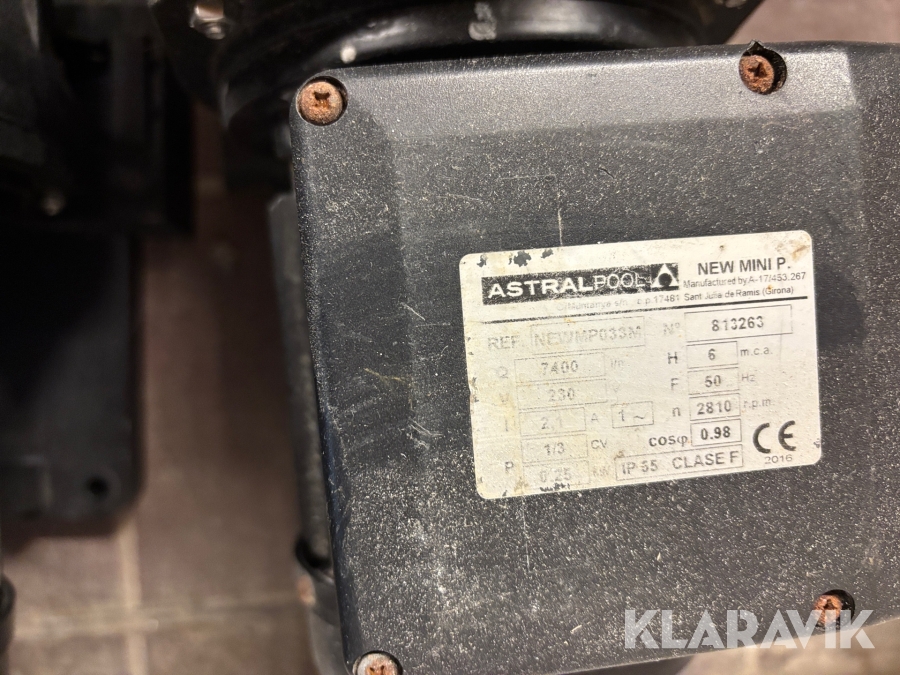 ASTRALPOOL NEW MINI P.
Manufactured by A-17/453.267
c.p.17461 Sant Julia de Ramis (Girona)
REF. NEWMP033M Nº 813263
Q 7400 l/h H 6 m.c.a.
V 230 V F 50 Hz
I 2,1 A 1 ~ n 2810 r.p.m.
P 1/3 CV cosφ. 0.98 CE
0.25 kW IP 55 CLASE F 2016
KLARAVIK